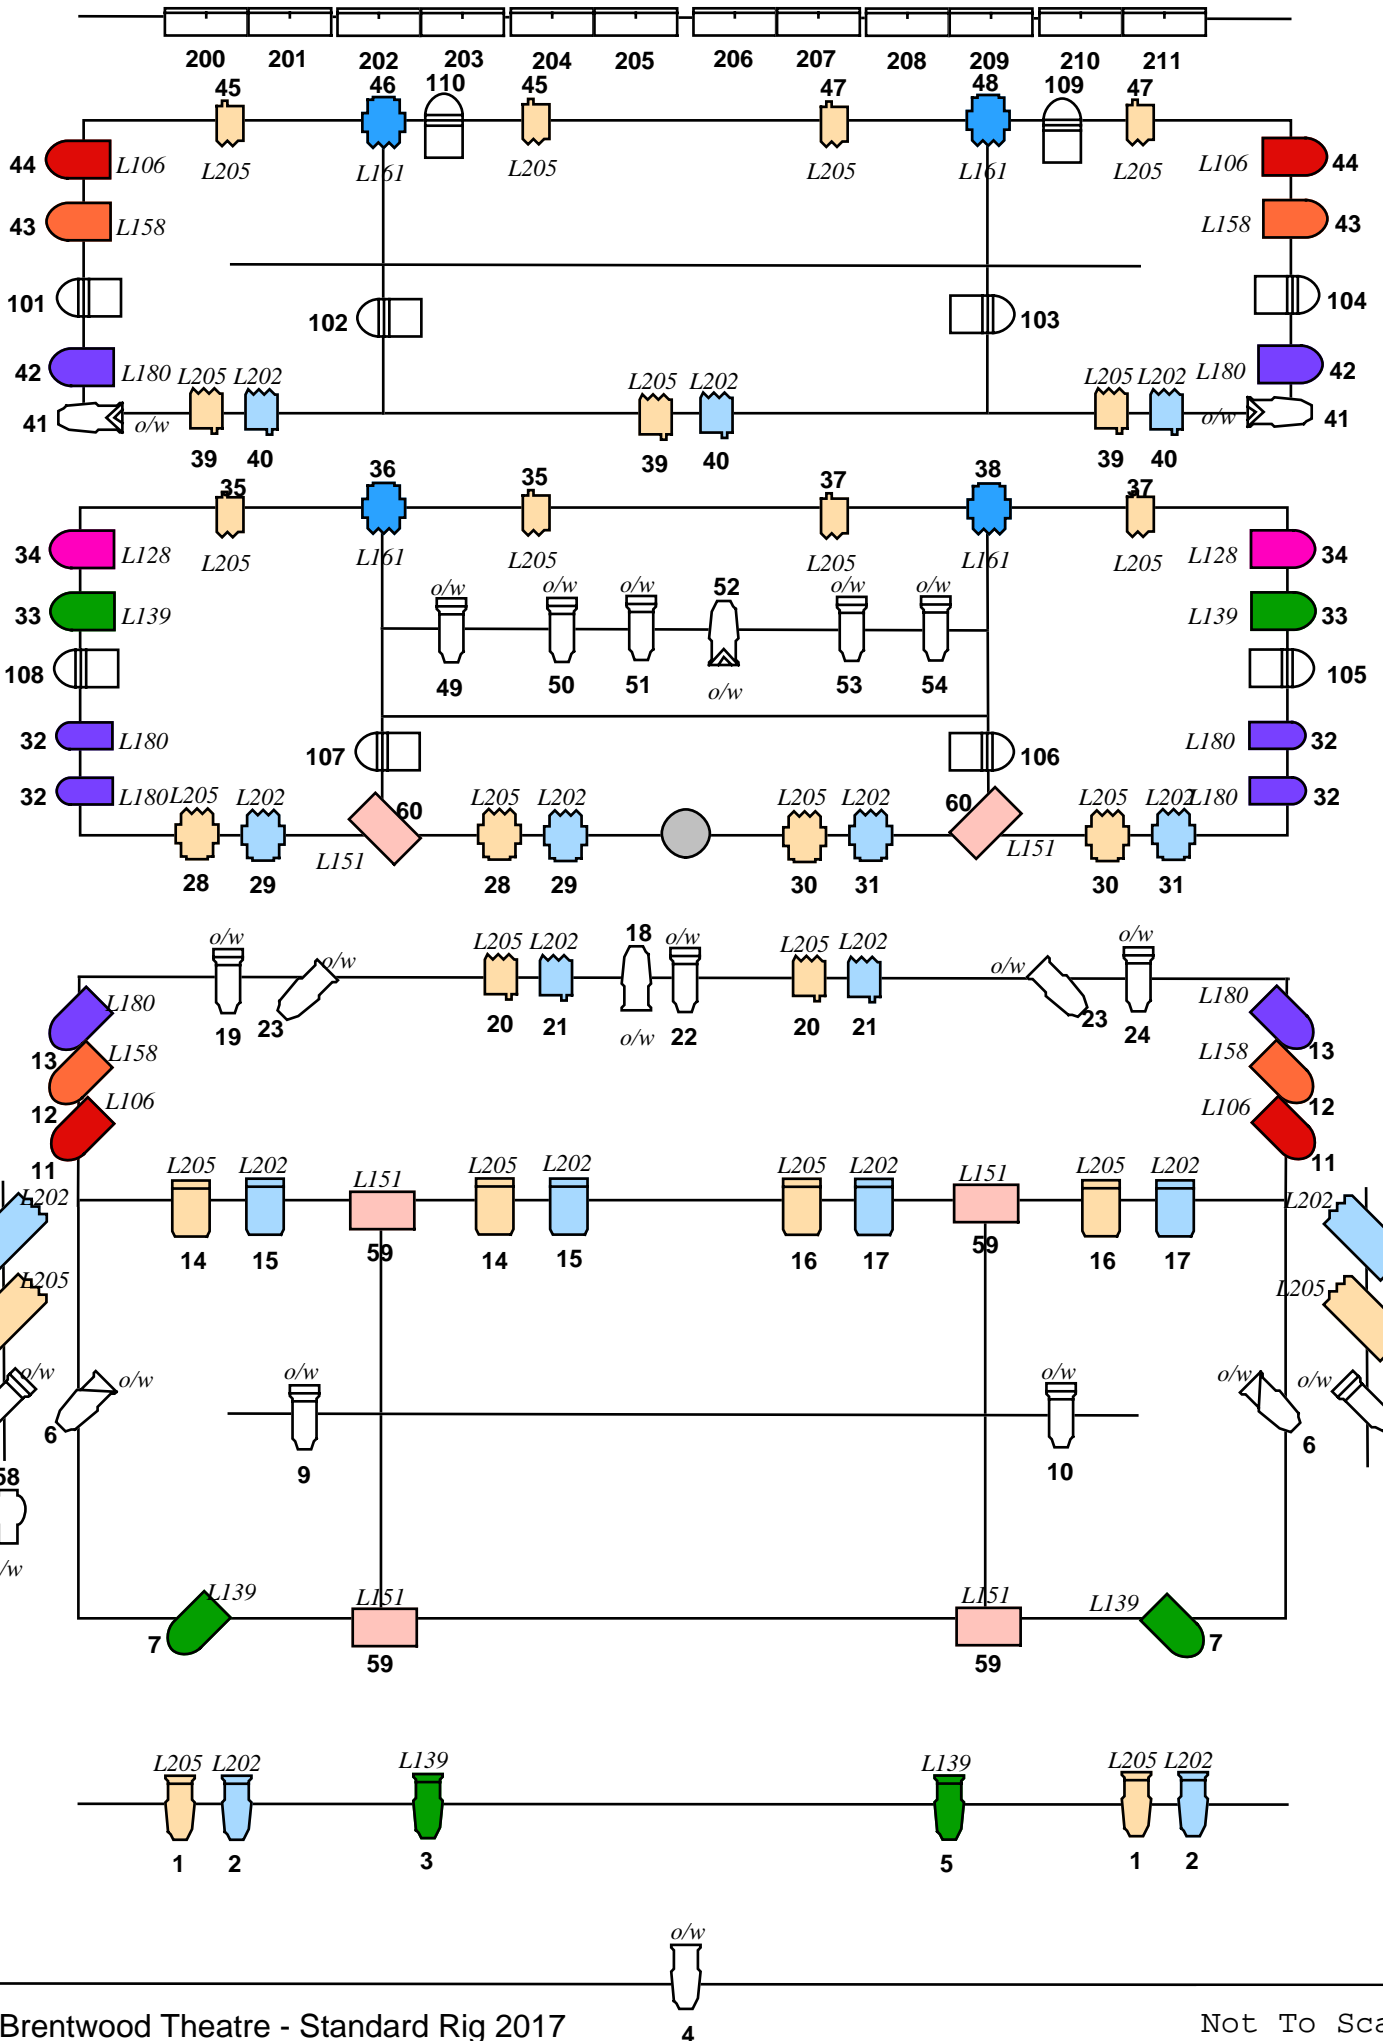 200 201 202 203 204 205 206 207 208 209 210 211
45 46 110 45 47 48 109 47
44 L106 L205 L161 L205 L205 L161 L205 L106 44
43 L158 L158 43
101 102 103 104
42 L180 L205 L202 L205 L202 L205 L202 L180 42
41 o/w o/w 41
39 40 39 40 39 40
35 36 35 37 38 37
34 L128 L205 L161 L205 L205 L161 L205 L128 34
o/w o/w o/w 52 o/w o/w
33 L139 L139 33
108 49 50 51 o/w 53 54 105
32 L180 107 106 L180 32
32 L180 L205 L202 60 L205 L202 L205 L202 60 L205 L202 L180 32
L151 L151
28 29 28 29 30 31 30 31
o/w o/w L205 L202 18 o/w L205 L202 o/w o/w
L180 L180
19 23 20 21 o/w 22 20 21 23 24
13 L158 L158 13
12 L106 L106 12
11 11
L202 L205 L202 L151 L205 L202 L205 L202 L151 L205 L202 L202
14 15 59 14 15 16 17 59 16 17
L205 L205
o/w o/w o/w o/w o/w o/w
6 6
58 9 10
/w
L139 L151 L151 L139
7 59 59 7
L205 L202 L139 L139 L205 L202
1 2 3 5 1 2
o/w
Brentwood Theatre - Standard Rig 2017 4 Not To Sca